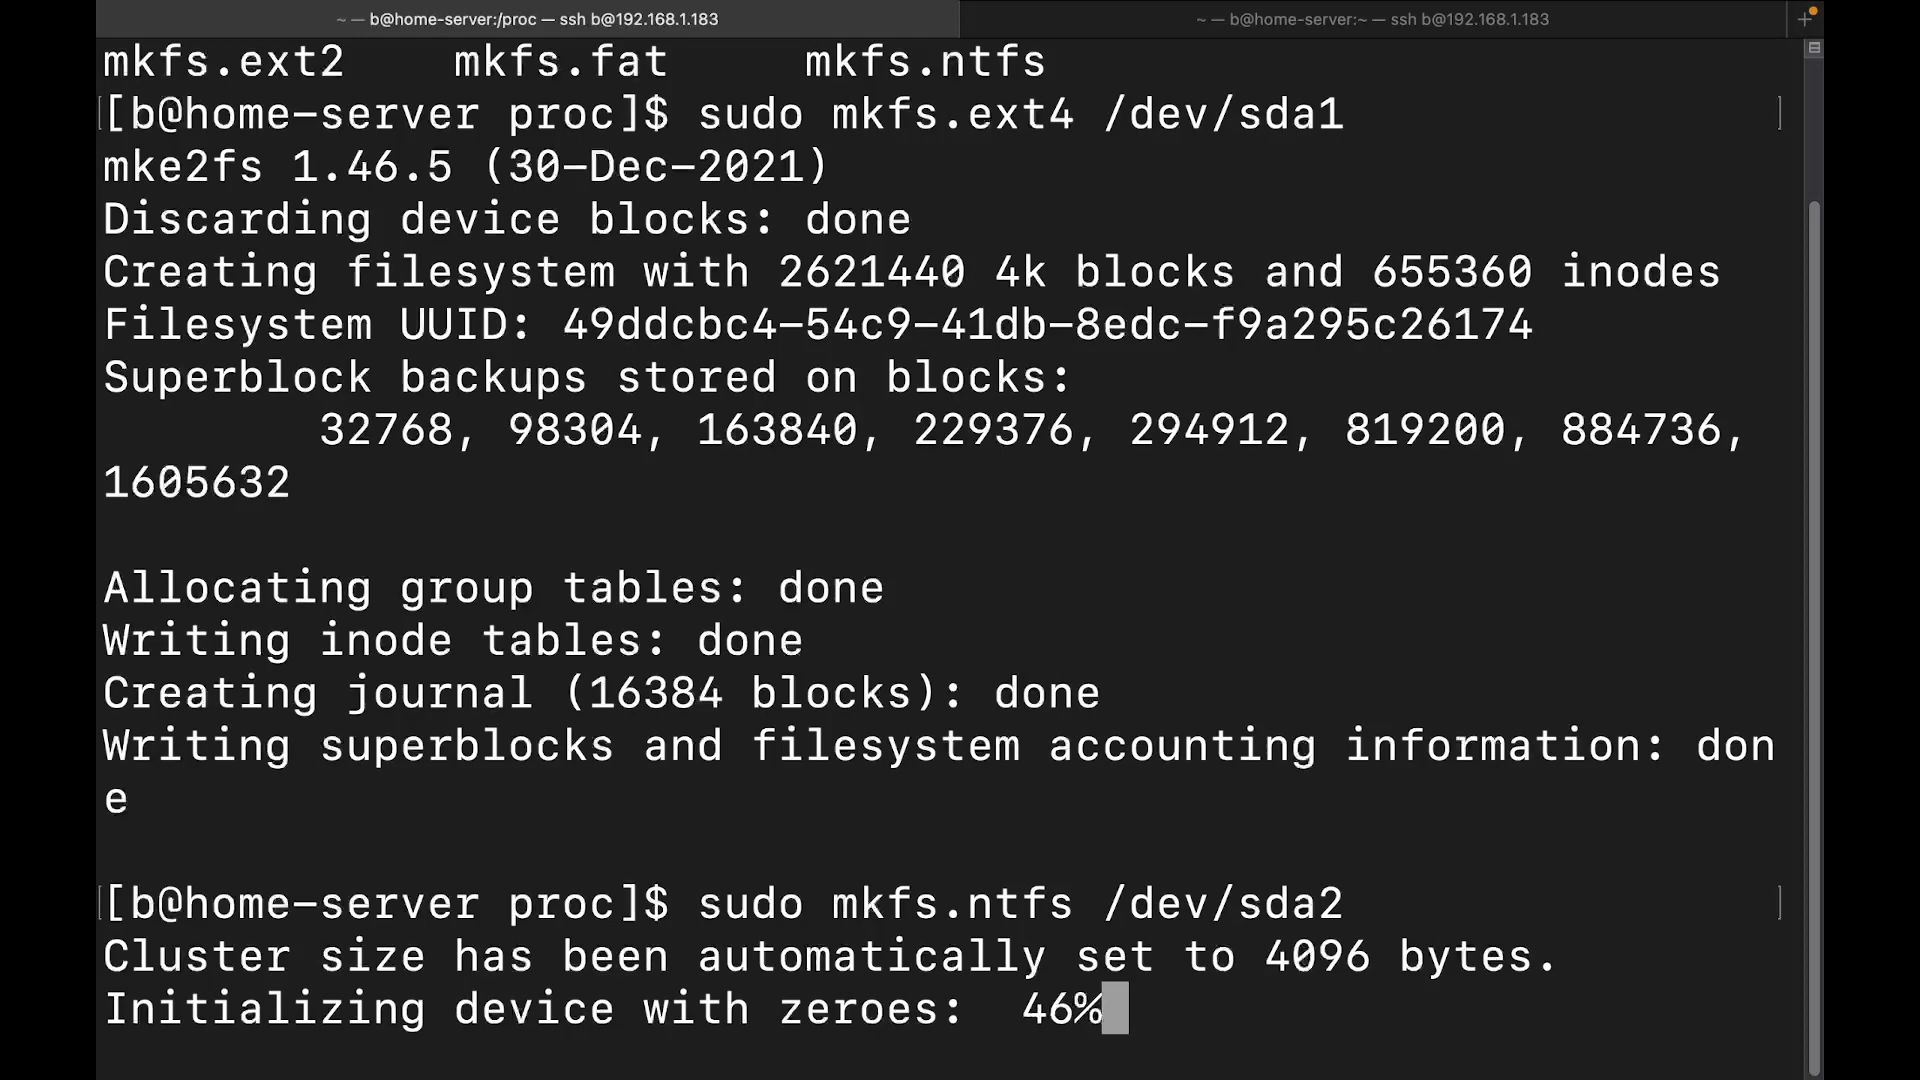 ~ — b@home-server:/proc — ssh b@192.168.1.183
~ — b@home-server:~ — ssh b@192.168.1.183
mkfs.ext2    mkfs.fat     mkfs.ntfs
[b@home-server proc]$ sudo mkfs.ext4 /dev/sda1
mke2fs 1.46.5 (30-Dec-2021)
Discarding device blocks: done
Creating filesystem with 2621440 4k blocks and 655360 inodes
Filesystem UUID: 49ddcbc4-54c9-41db-8edc-f9a295c26174
Superblock backups stored on blocks:
        32768, 98304, 163840, 229376, 294912, 819200, 884736,
1605632
Allocating group tables: done
Writing inode tables: done
Creating journal (16384 blocks): done
Writing superblocks and filesystem accounting information: don
e
[b@home-server proc]$ sudo mkfs.ntfs /dev/sda2
Cluster size has been automatically set to 4096 bytes.
Initializing device with zeroes:  46%